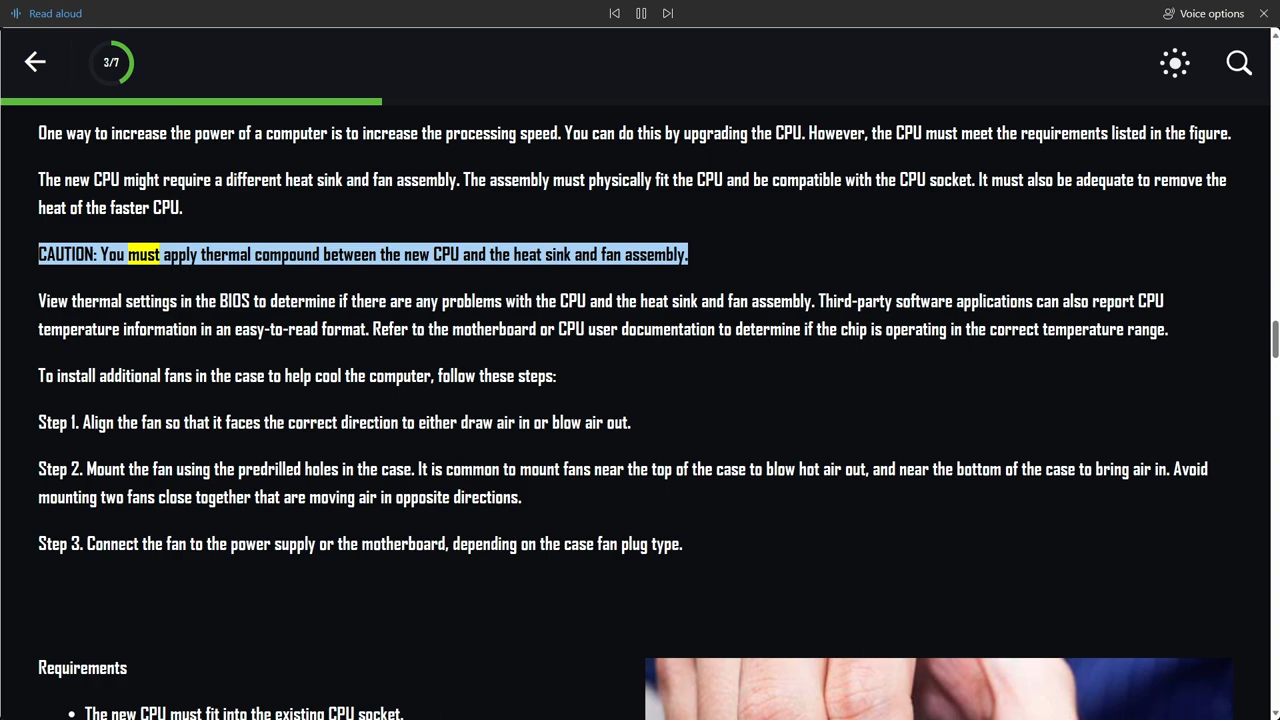 Read aloud
Voice options
3/7
One way to increase the power of a computer is to increase the processing speed. You can do this by upgrading the CPU. However, the CPU must meet the requirements listed in the figure.
The new CPU might require a different heat sink and fan assembly. The assembly must physically fit the CPU and be compatible with the CPU socket. It must also be adequate to remove the
heat of the faster CPU.
CAUTION: You must apply thermal compound between the new CPU and the heat sink and fan assembly.
View thermal settings in the BIOS to determine if there are any problems with the CPU and the heat sink and fan assembly. Third-party software applications can also report CPU
temperature information in an easy-to-read format. Refer to the motherboard or CPU user documentation to determine if the chip is operating in the correct temperature range.
To install additional fans in the case to help cool the computer, follow these steps:
Step 1. Align the fan so that it faces the correct direction to either draw air in or blow air out.
Step 2. Mount the fan using the predrilled holes in the case. It is common to mount fans near the top of the case to blow hot air out, and near the bottom of the case to bring air in. Avoid
mounting two fans close together that are moving air in opposite directions.
Step 3. Connect the fan to the power supply or the motherboard, depending on the case fan plug type.
Requirements
• The new CPU must fit into the existing CPU socket.